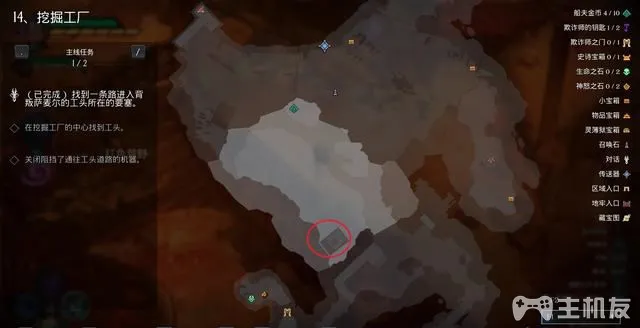 14、挖掘工厂
主线任务
1 / 2
( 已完成 ) 找到一条路进入背
叛萨麦尔的工头所在的要塞。
在挖掘工厂的中心找到工头。
关闭阻挡了通往工头道路的机器。
船夫金币 4 / 10
欺诈师的钥匙 0 / 2
欺诈师之门 0 / 1
史诗宝箱 0 / 1
生命之石 0 / 2
神怒之石 0 / 2
小宝箱
物品宝箱
灵薄狱宝箱
召唤石
对话
传送器
区域入口
地牢入口
藏宝图
主机友